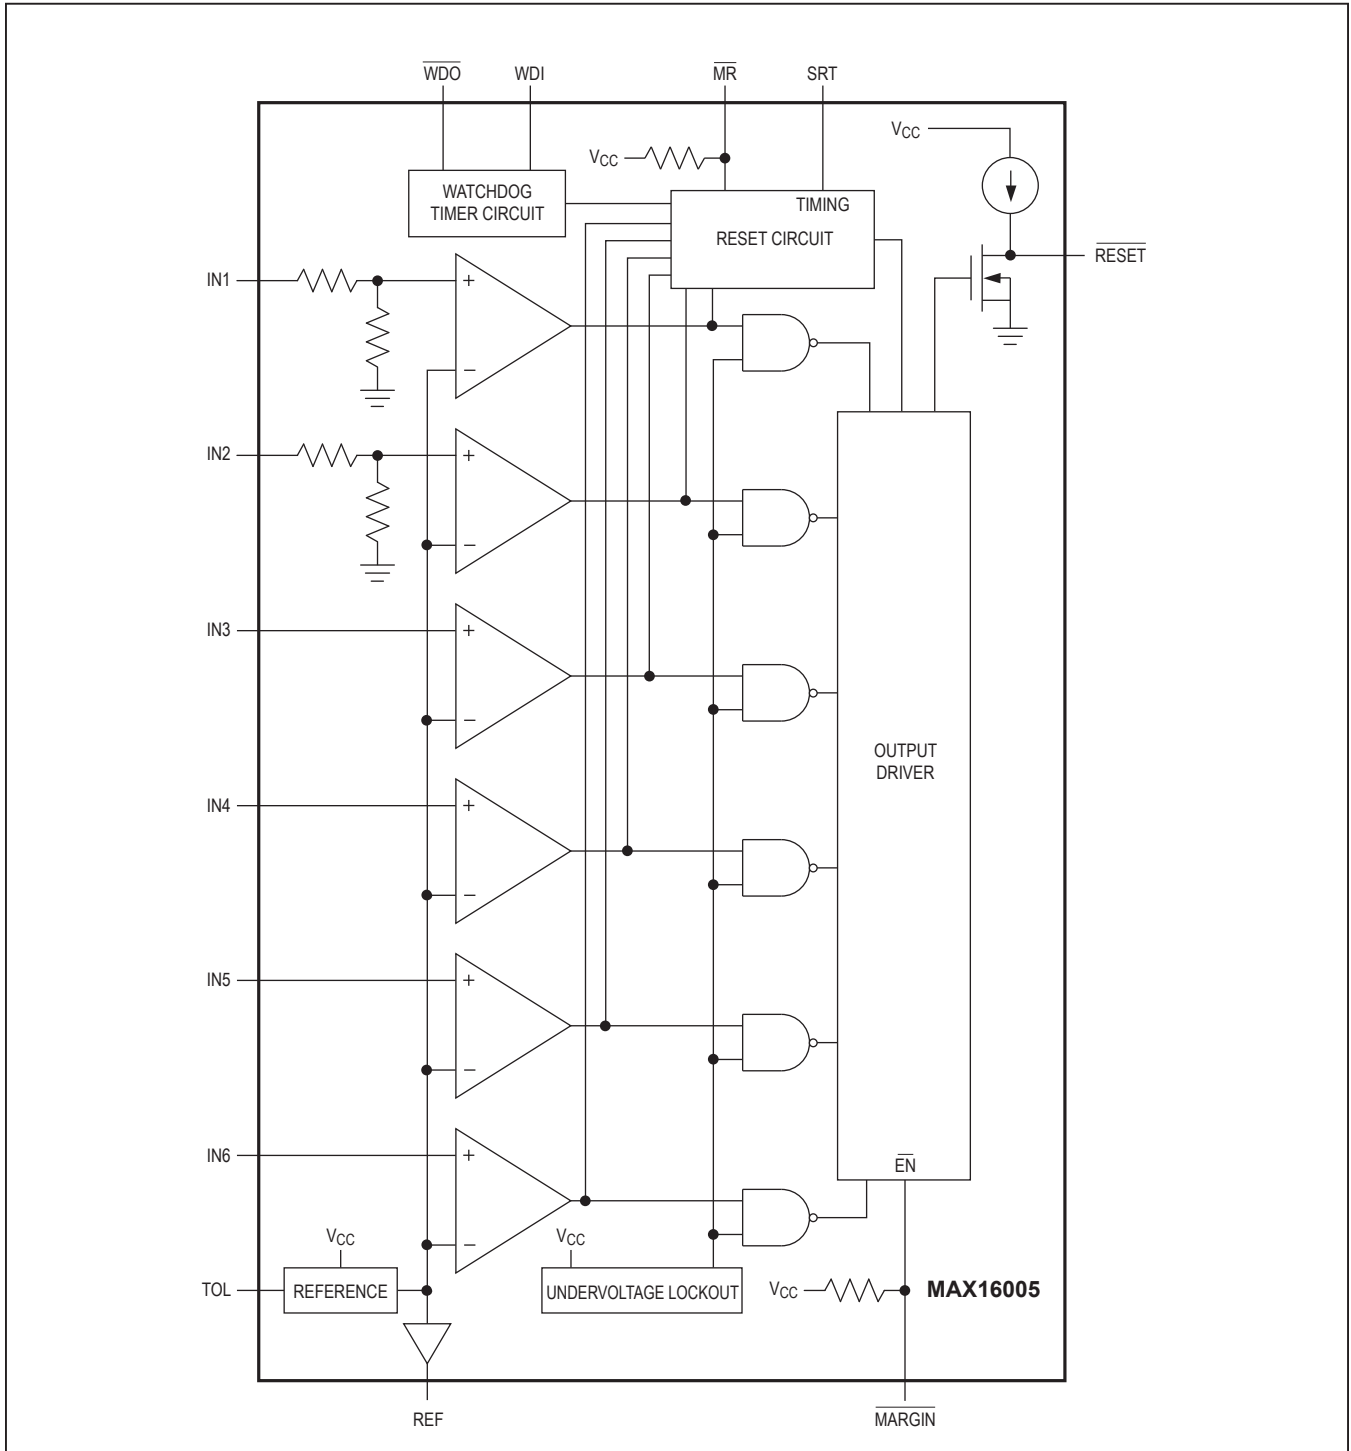 WDO WDI MR SRT
VCC
VCC
WATCHDOG
TIMER CIRCUIT
TIMING
RESET CIRCUIT
RESET
IN1
+
−
IN2
+
−
IN3
+
−
OUTPUT
DRIVER
IN4
+
−
IN5
+
−
IN6
+
EN
−
VCC
VCC
TOL
REFERENCE
UNDERVOLTAGE LOCKOUT
VCC
MAX16005
REF
MARGIN